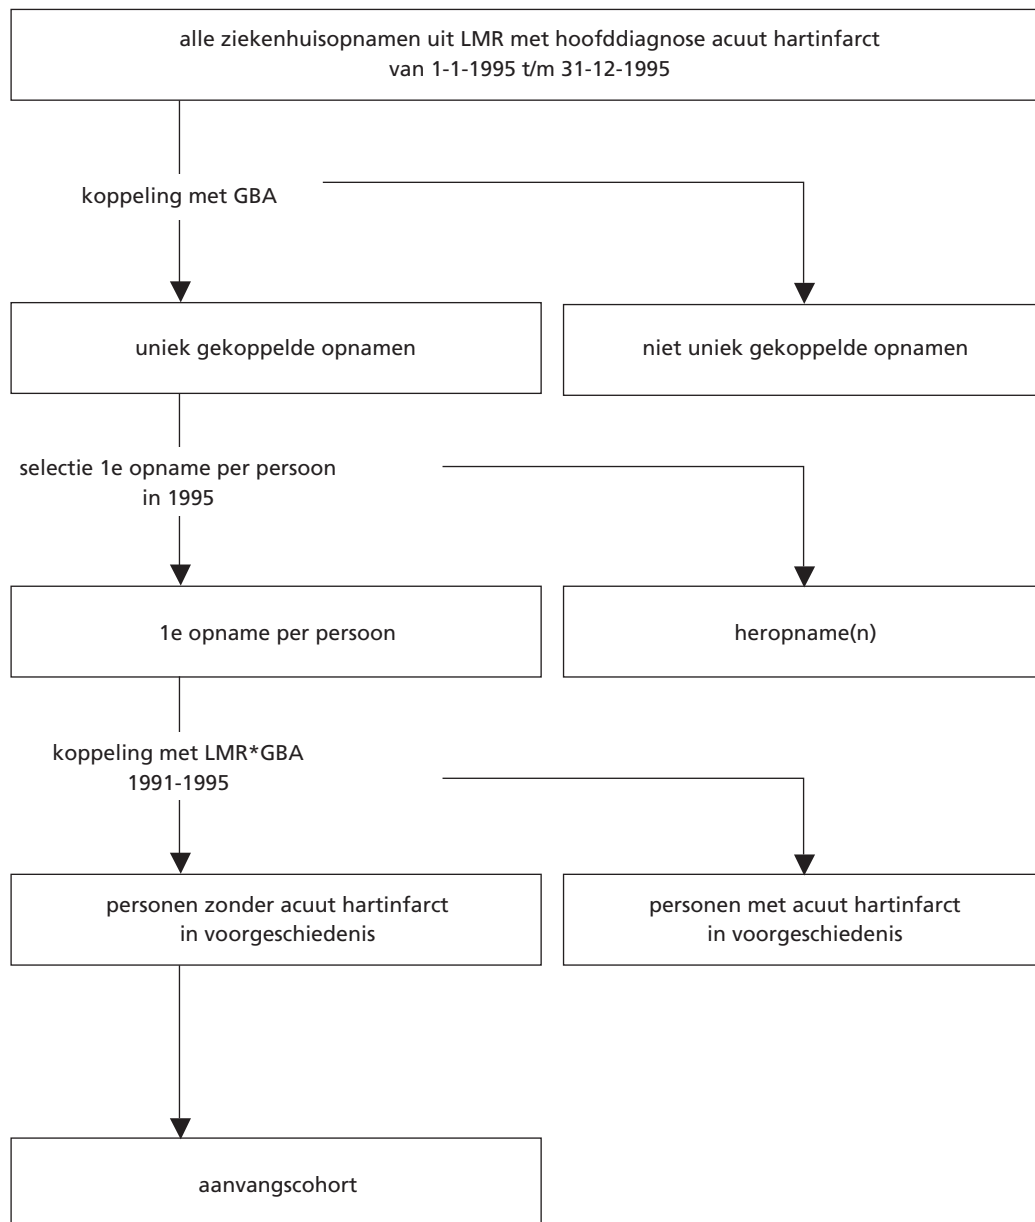 alle ziekenhuisopnamen uit LMR met hoofddiagnose acuut hartinfarct
van 1-1-1995 t/m 31-12-1995
koppeling met GBA
uniek gekoppelde opnamen
niet uniek gekoppelde opnamen
selectie 1e opname per persoon
in 1995
1e opname per persoon
heropname(n)
koppeling met LMR*GBA
1991-1995
personen zonder acuut hartinfarct
in voorgeschiedenis
personen met acuut hartinfarct
in voorgeschiedenis
aanvangscohort